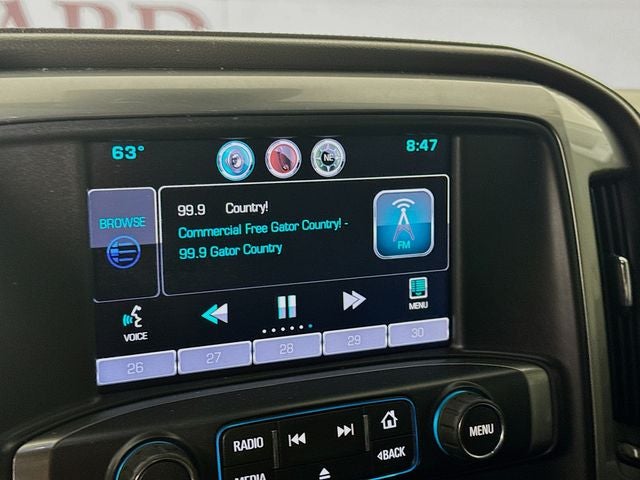 63°
NE
8:47
BROWSE
99.9 Country!
Commercial Free Gator Country! -
99.9 Gator Country
FM
VOICE
MENU
26 27 28 29 30
RADIO
MENU
MEDIA
BACK